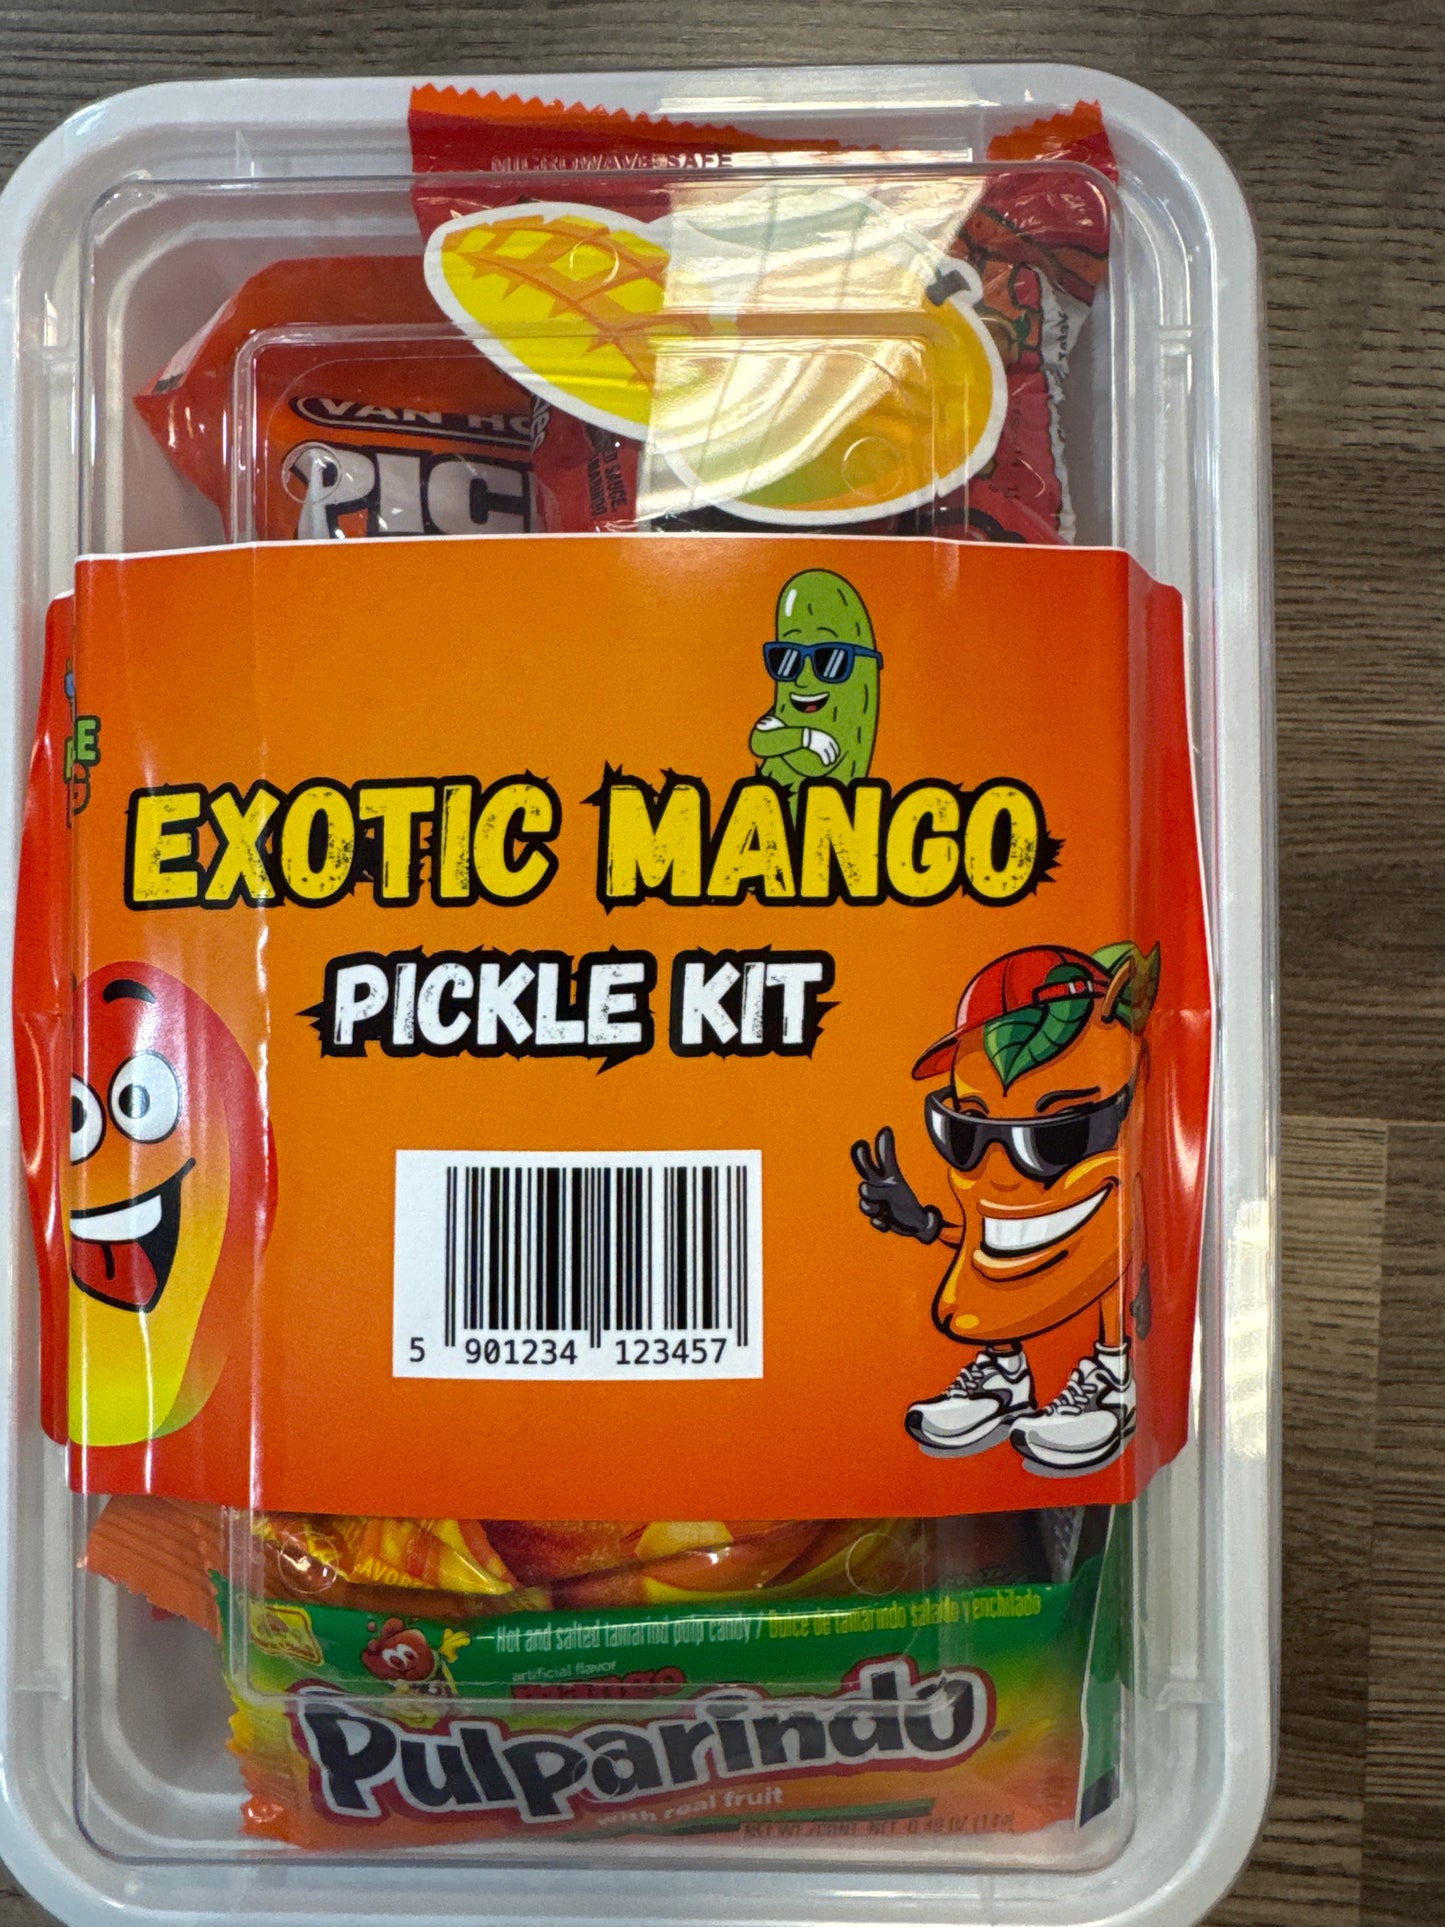 MICROWAVE SAFE
VAN HO
PIC
SAUCE
E
EXOTIC MANGO
PICKLE KIT
5 901234 123457
Hot and salted tamarind pulp candy / Dulce de tamarindo salado y enchilado
artificial flavor
Pulparindo
with real fruit